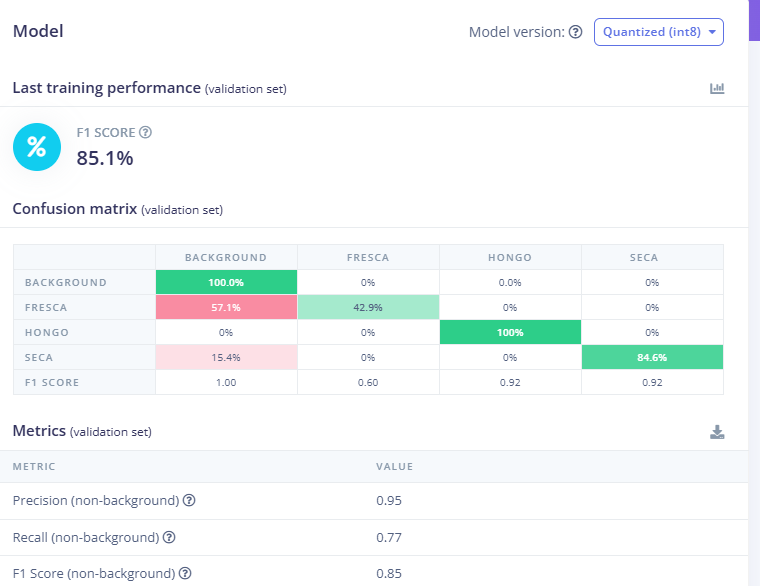 Model
Model version: Quantized (int8)
Last training performance (validation set)
%
F1 SCORE
85.1%
Confusion matrix (validation set)
BACKGROUND FRESCA HONGO SECA
BACKGROUND 100.0% 0% 0.0% 0%
FRESCA 57.1% 42.9% 0% 0%
HONGO 0% 0% 100% 0%
SECA 15.4% 0% 0% 84.6%
F1 SCORE 1.00 0.60 0.92 0.92
Metrics (validation set)
METRIC VALUE
Precision (non-background) 0.95
Recall (non-background) 0.77
F1 Score (non-background) 0.85